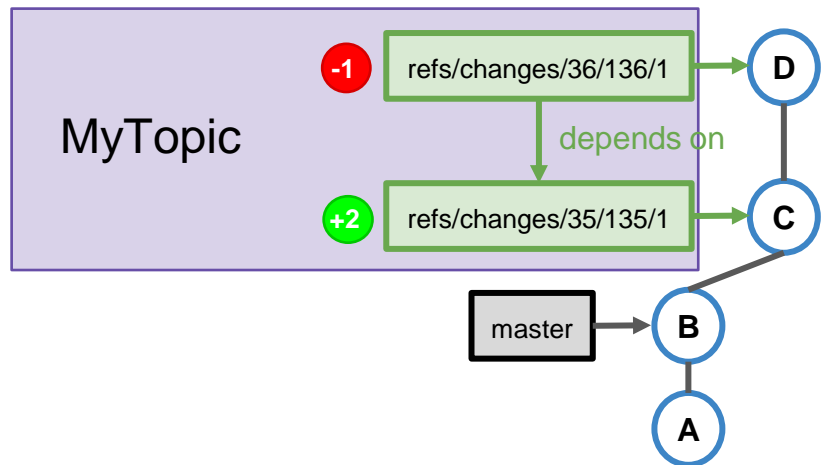 -1
refs/changes/36/136/1
D
MyTopic
depends on
+2
refs/changes/35/135/1
C
master
B
A